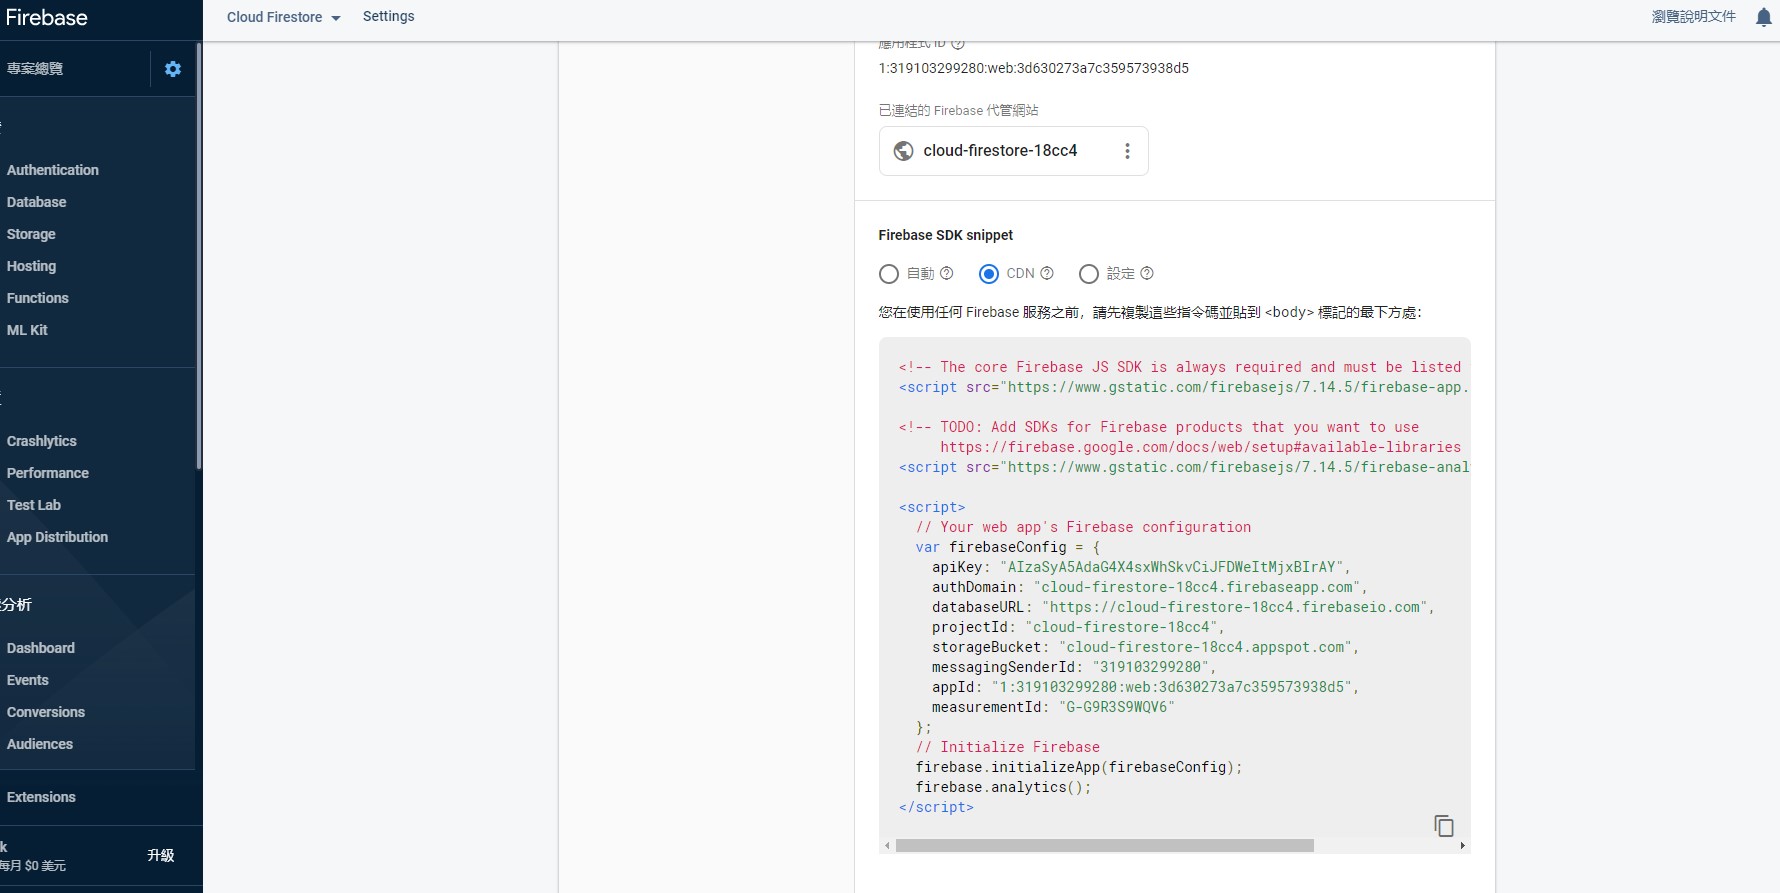 Firebase
Cloud Firestore
Settings
瀏覽說明文件
專案總覽
Authentication
Database
Storage
Hosting
Functions
ML Kit
Crashlytics
Performance
Test Lab
App Distribution
分析
Dashboard
Events
Conversions
Audiences
Extensions
k
每月 $0 美元
升級
應用程式 ID
1:319103299280:web:3d630273a7c359573938d5
已連結的 Firebase 代管網站
cloud-firestore-18cc4
Firebase SDK snippet
自動
CDN
設定
您在使用任何 Firebase 服務之前，請先複製這些指令碼並貼到 <body> 標記的最下方處：
<!-- The core Firebase JS SDK is always required and must be listed
<script src="https://www.gstatic.com/firebasejs/7.14.5/firebase-app.
<!-- TODO: Add SDKs for Firebase products that you want to use
https://firebase.google.com/docs/web/setup#available-libraries
<script src="https://www.gstatic.com/firebasejs/7.14.5/firebase-anal
<script>
// Your web app's Firebase configuration
var firebaseConfig = {
apiKey: "AIzaSyA5AdaG4X4sxWhSkvCiJFDWeItMjxBIrAY",
authDomain: "cloud-firestore-18cc4.firebaseapp.com",
databaseURL: "https://cloud-firestore-18cc4.firebaseio.com",
projectId: "cloud-firestore-18cc4",
storageBucket: "cloud-firestore-18cc4.appspot.com",
messagingSenderId: "319103299280",
appId: "1:319103299280:web:3d630273a7c359573938d5",
measurementId: "G-G9R3S9WQV6"
};
// Initialize Firebase
firebase.initializeApp(firebaseConfig);
firebase.analytics();
</script>